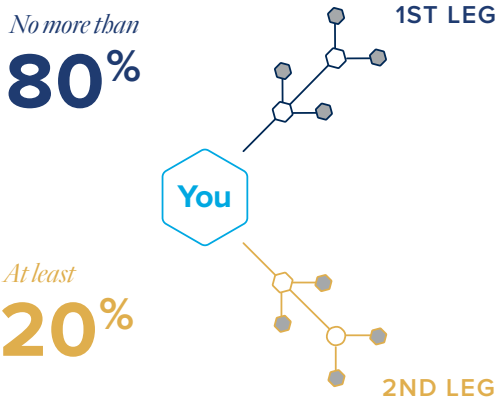 No more than
80%
1ST LEG
You
At least
20%
2ND LEG